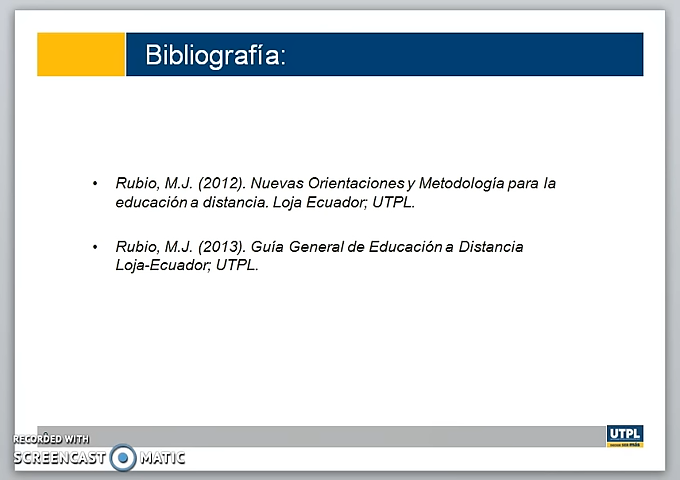 Bibliografía:
• Rubio, M.J. (2012). Nuevas Orientaciones y Metodología para la
educación a distancia. Loja Ecuador; UTPL.
• Rubio, M.J. (2013). Guía General de Educación a Distancia
Loja-Ecuador; UTPL.
RECORDED WITH
SCREENCAST MATIC
UTPL